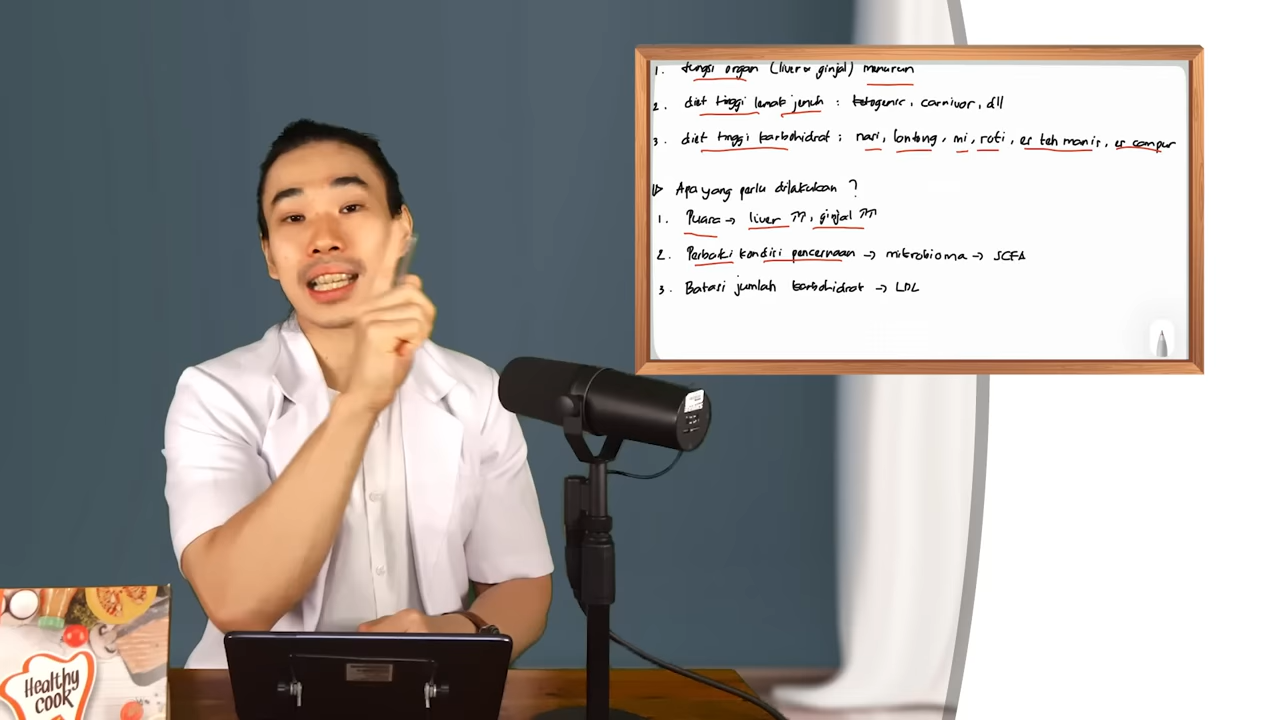 1. fungsi organ (liver & ginjal) menurun
2. diet tinggi lemak jenuh : ketogenic, carnivor, dll
3. diet tinggi karbohidrat : nasi, lontong, mi, roti, es teh manis, es campur
Apa yang perlu dilakukan ?
1. Puasa → liver ↑↑, ginjal ↑↑
2. Perbaiki kondisi pencernaan → mikrobioma → SCFA
3. Batasi jumlah karbohidrat → LDL
Healthy
cook